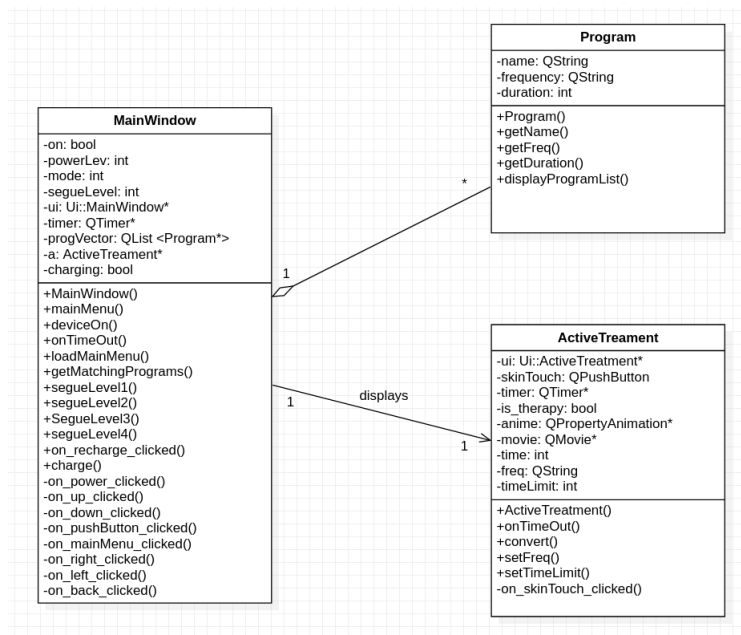 Program
-name: QString
-frequency: QString
-duration: int
+Program()
+getName()
+getFreq()
+getDuration()
+displayProgramList()
MainWindow
-on: bool
-powerLev: int
-mode: int
-segueLevel: int
-ui: Ui::MainWindow*
-timer: QTimer*
-progVector: QList <Program*>
-a: ActiveTreament*
-charging: bool
+MainWindow()
+mainMenu()
+deviceOn()
+onTimeOut()
+loadMainMenu()
+getMatchingPrograms()
+segueLevel1()
+segueLevel2()
+SegueLevel3()
+segueLevel4()
+on_recharge_clicked()
+charge()
-on_power_clicked()
-on_up_clicked()
-on_down_clicked()
-on_pushButton_clicked()
-on_mainMenu_clicked()
-on_right_clicked()
-on_left_clicked()
-on_back_clicked()
*
1
displays
1
1
ActiveTreament
-ui: Ui::ActiveTreatment*
-skinTouch: QPushButton
-timer: QTimer*
-is_therapy: bool
-anime: QPropertyAnimation*
-movie: QMovie*
-time: int
-freq: QString
-timeLimit: int
+ActiveTreatment()
+onTimeOut()
+convert()
+setFreq()
+setTimeLimit()
-on_skinTouch_clicked()